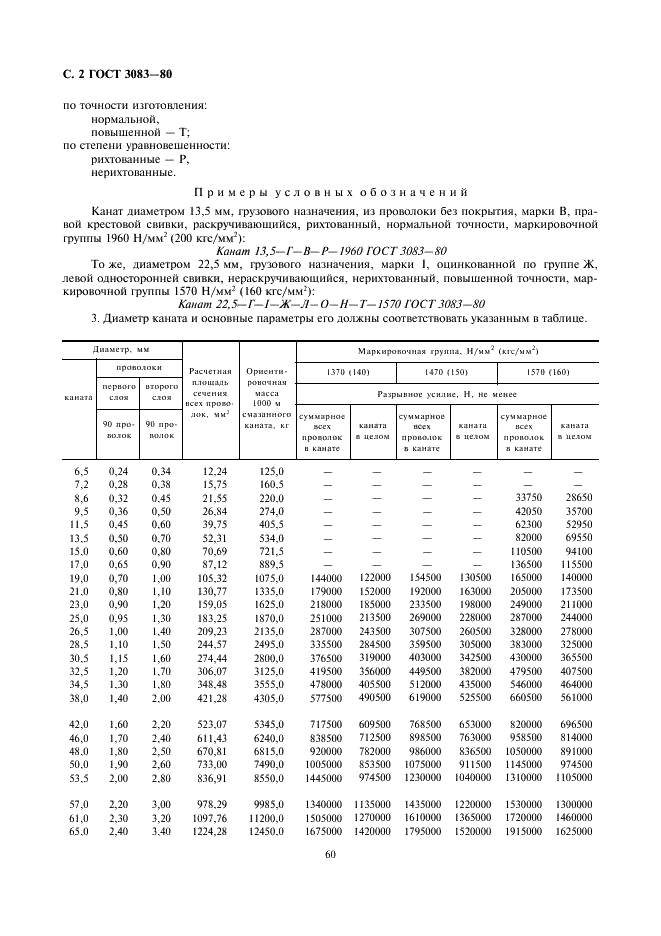 С. 2 ГОСТ 3083—80
по точности изготовления:
нормальной,
повышенной — Т;
по степени уравновешенности:
рихтованные — Р,
нерихтованные.
Примеры условных обозначений
Канат диаметром 13,5 мм, грузового назначения, из проволоки без покрытия, марки В, пра-
вой крестовой свивки, раскручивающийся, рихтованный, нормальной точности, маркировочной
группы 1960 Н/мм² (200 кгс/мм²):
Канат 13,5—Г—В—Р—1960 ГОСТ 3083—80
То же, диаметром 22,5 мм, грузового назначения, марки I, оцинкованной по группе Ж,
левой односторонней свивки, нераскручивающийся, нерихтованный, повышенной точности, мар-
кировочной группы 1570 Н/мм² (160 кгс/мм²):
Канат 22,5—Г—I—Ж—Л—О—Н—Т—1570 ГОСТ 3083—80
3. Диаметр каната и основные параметры его должны соответствовать указанным в таблице.
Диаметр, мм Расчетная площадь сечения всех прово- лок, мм² Ориенти- ровочная масса 1000 м смазанного каната, кг Маркировочная группа, Н/мм² (кгс/мм²)
каната проволоки 1370 (140) 1470 (150) 1570 (160)
первого слоя второго слоя Разрывное усилие, Н, не менее
90 про- волок 90 про- волок суммарное всех проволок в канате каната в целом суммарное всех проволок в канате каната в целом суммарное всех проволок в канате каната в целом
6,5 0,24 0,34 12,24 125,0 — — — — — —
7,2 0,28 0,38 15,75 160,5 — — — — — —
8,6 0,32 0,45 21,55 220,0 — — — — 33750 28650
9,5 0,36 0,50 26,84 274,0 — — — — 42050 35700
11,5 0,45 0,60 39,75 405,5 — — — — 62300 52950
13,5 0,50 0,70 52,31 534,0 — — — — 82000 69550
15,0 0,60 0,80 70,69 721,5 — — — — 110500 94100
17,0 0,65 0,90 87,12 889,5 — — — — 136500 115500
19,0 0,70 1,00 105,32 1075,0 144000 122000 154500 130500 165000 140000
21,0 0,80 1,10 130,77 1335,0 179000 152000 192000 163000 205000 173500
23,0 0,90 1,20 159,05 1625,0 218000 185000 233500 198000 249000 211000
25,0 0,95 1,30 183,25 1870,0 251000 213500 269000 228000 287000 244000
26,5 1,00 1,40 209,23 2135,0 287000 243500 307500 260500 328000 278000
28,5 1,10 1,50 244,57 2495,0 335500 284500 359500 305000 383000 325000
30,5 1,15 1,60 274,44 2800,0 376500 319000 403000 342500 430000 365500
32,5 1,20 1,70 306,07 3125,0 419500 356000 449500 382000 479500 407500
34,5 1,30 1,80 348,48 3555,0 478000 405500 512000 435000 546000 464000
38,0 1,40 2,00 421,28 4305,0 577500 490500 619000 525500 660500 561000
42,0 1,60 2,20 523,07 5345,0 717500 609500 768500 653000 820000 696500
46,0 1,70 2,40 611,43 6240,0 838500 712500 898500 763000 958500 814000
48,0 1,80 2,50 670,81 6815,0 920000 782000 986000 836500 1050000 891000
50,0 1,90 2,60 733,00 7490,0 1005000 853500 1075000 911500 1145000 974500
53,5 2,00 2,80 836,91 8550,0 1445000 974500 1230000 1040000 1310000 1105000
57,0 2,20 3,00 978,29 9985,0 1340000 1135000 1435000 1220000 1530000 1300000
61,0 2,30 3,20 1097,76 11200,0 1505000 1270000 1610000 1365000 1720000 1460000
65,0 2,40 3,40 1224,28 12450,0 1675000 1420000 1795000 1520000 1915000 1625000
60